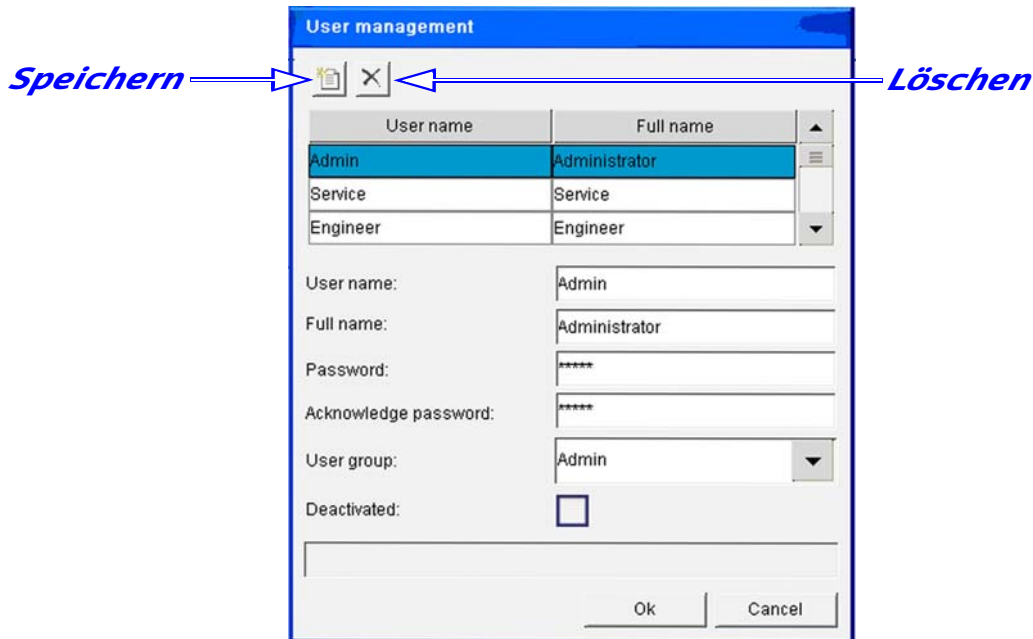 User management
Speichern
Löschen
User name Full name
Admin Administrator
Service Service
Engineer Engineer
User name: Admin
Full name: Administrator
Password: *****
Acknowledge password: *****
User group: Admin
Deactivated:
Ok Cancel